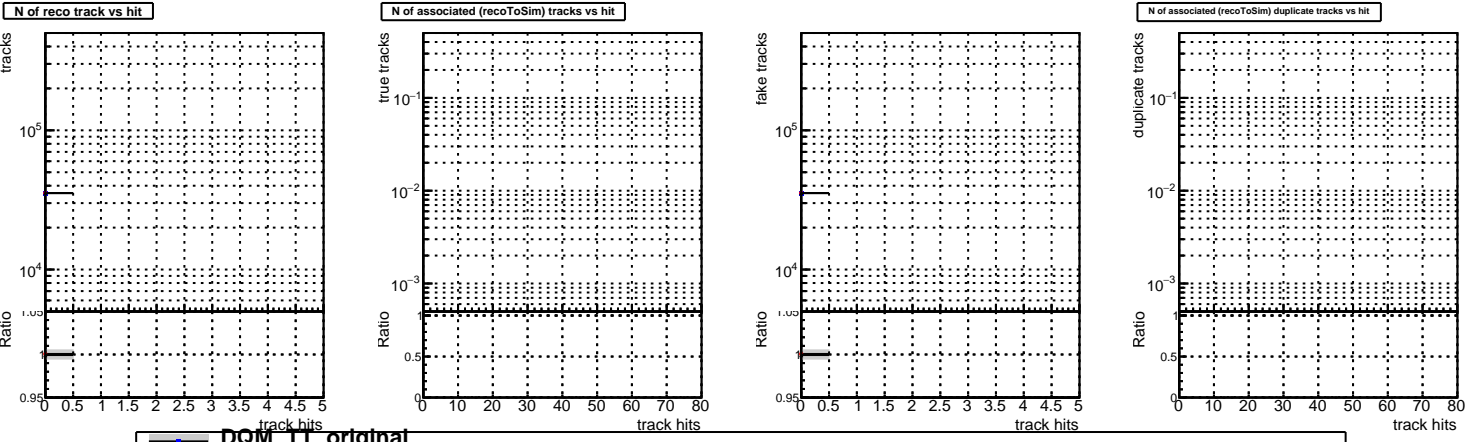 N of reco track vs hit
N of associated (recoToSim) tracks vs hit
N of associated (recoToSim) duplicate tracks vs hit
tracks
10⁵
10⁴
Ratio
1.05
1
0.95
0 0.5 1 1.5 2 2.5 3 3.5 4 4.5 5
track hits
true tracks
10⁻¹
10⁻²
10⁻³
Ratio
1
0.5
0
0 10 20 30 40 50 60 70 80
track hits
fake tracks
10⁵
10⁴
Ratio
1.05
1
0.95
0 0.5 1 1.5 2 2.5 3 3.5 4 4.5 5
track hits
duplicate tracks
10⁻¹
10⁻²
10⁻³
Ratio
1
0.5
0
0 10 20 30 40 50 60 70 80
track hits
DQM_TT_original